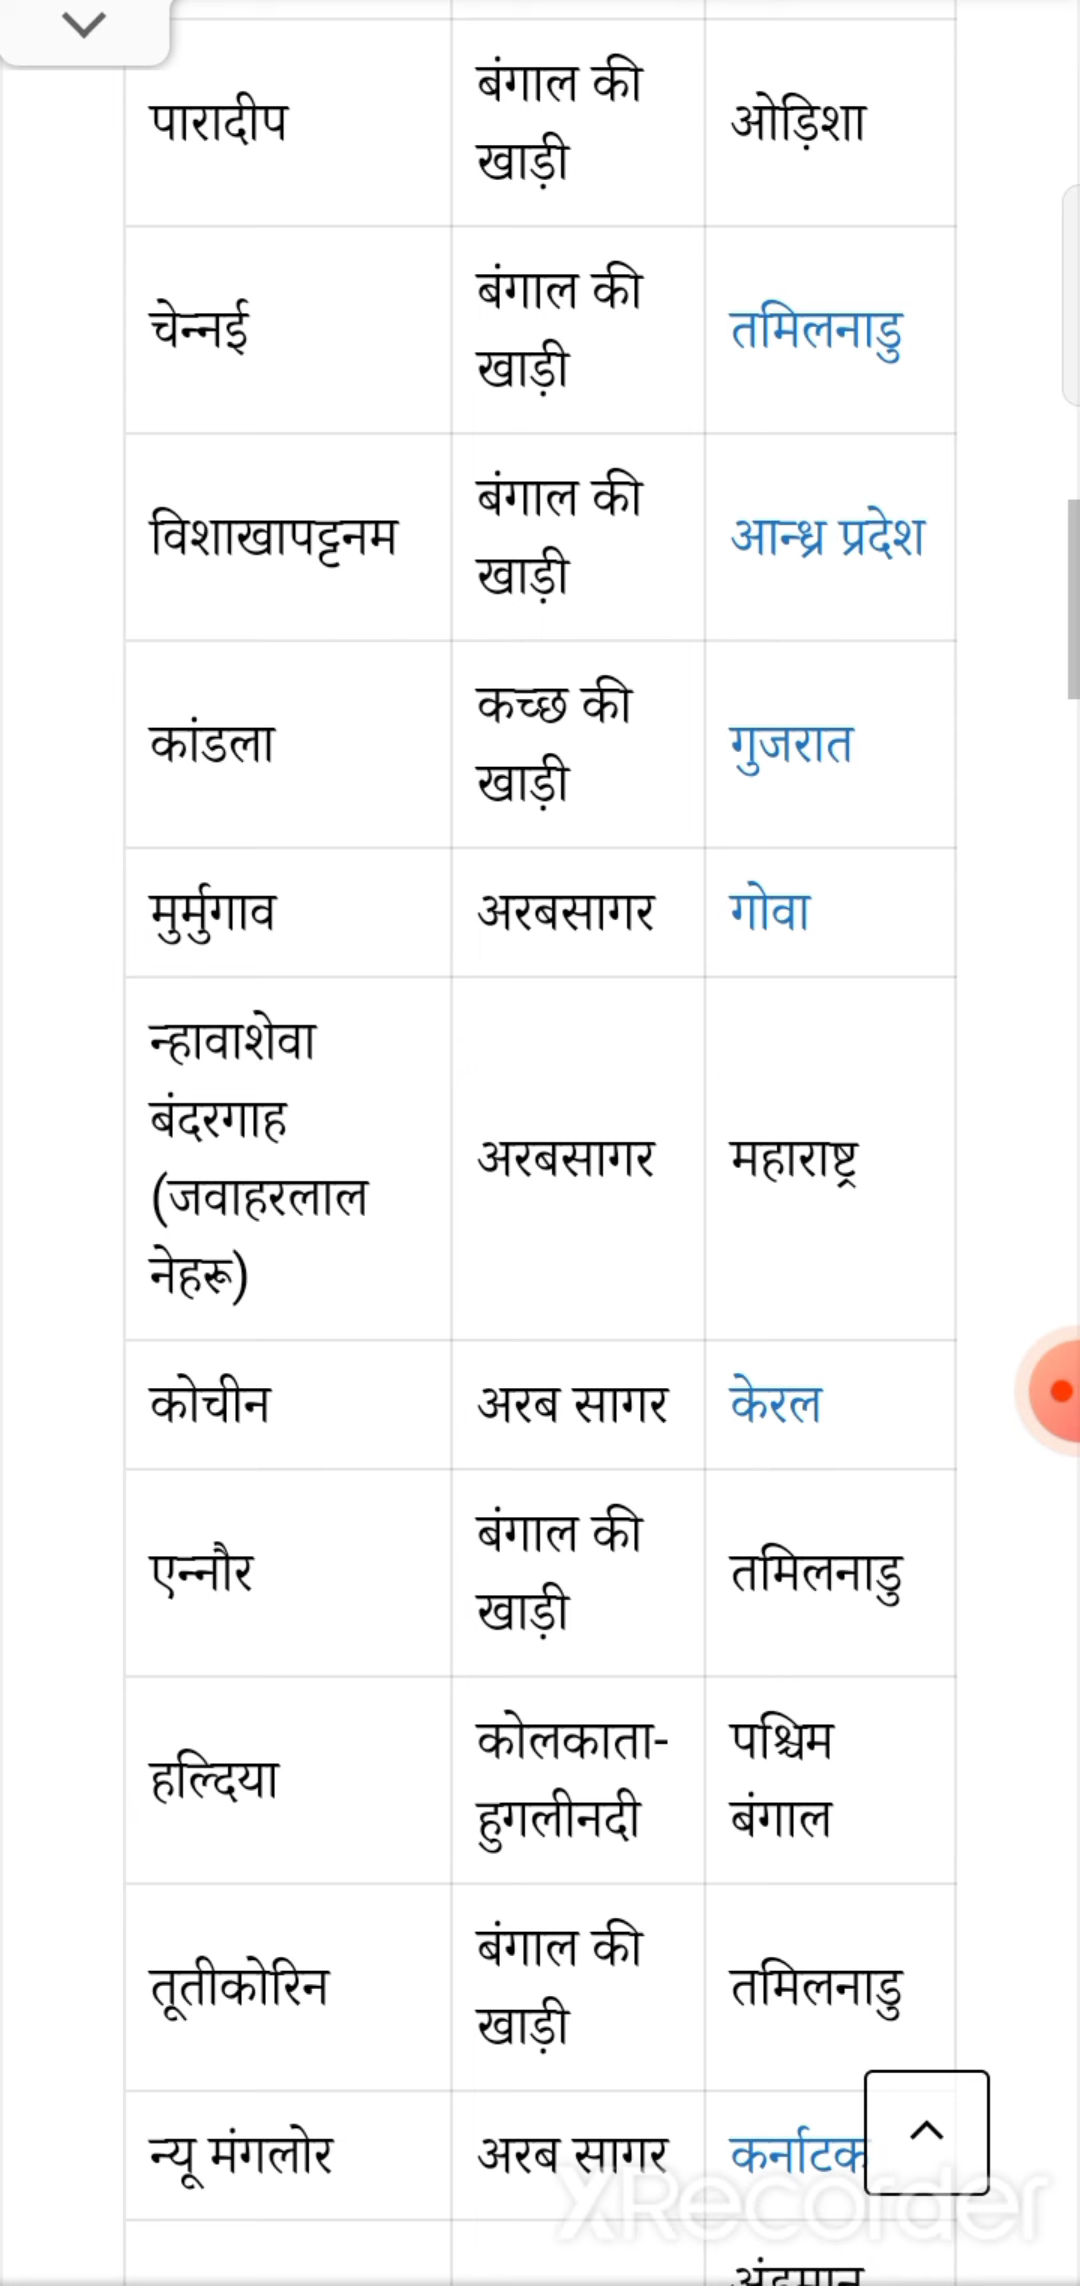 पारादीप
बंगाल की
खाड़ी
ओड़िशा
चेन्नई
बंगाल की
खाड़ी
तमिलनाडु
विशाखापट्टनम
बंगाल की
खाड़ी
आन्ध्र प्रदेश
कांडला
कच्छ की
खाड़ी
गुजरात
मुर्मुगाव
अरबसागर
गोवा
न्हावाशेवा
बंदरगाह
(जवाहरलाल
नेहरू)
अरबसागर
महाराष्ट्र
कोचीन
अरब सागर
केरल
एन्नौर
बंगाल की
खाड़ी
तमिलनाडु
हल्दिया
कोलकाता-
हुगलीनदी
पश्चिम
बंगाल
तूतीकोरिन
बंगाल की
खाड़ी
तमिलनाडु
न्यू मंगलोर
अरब सागर
कर्नाटक
XRecorder
अंडमान